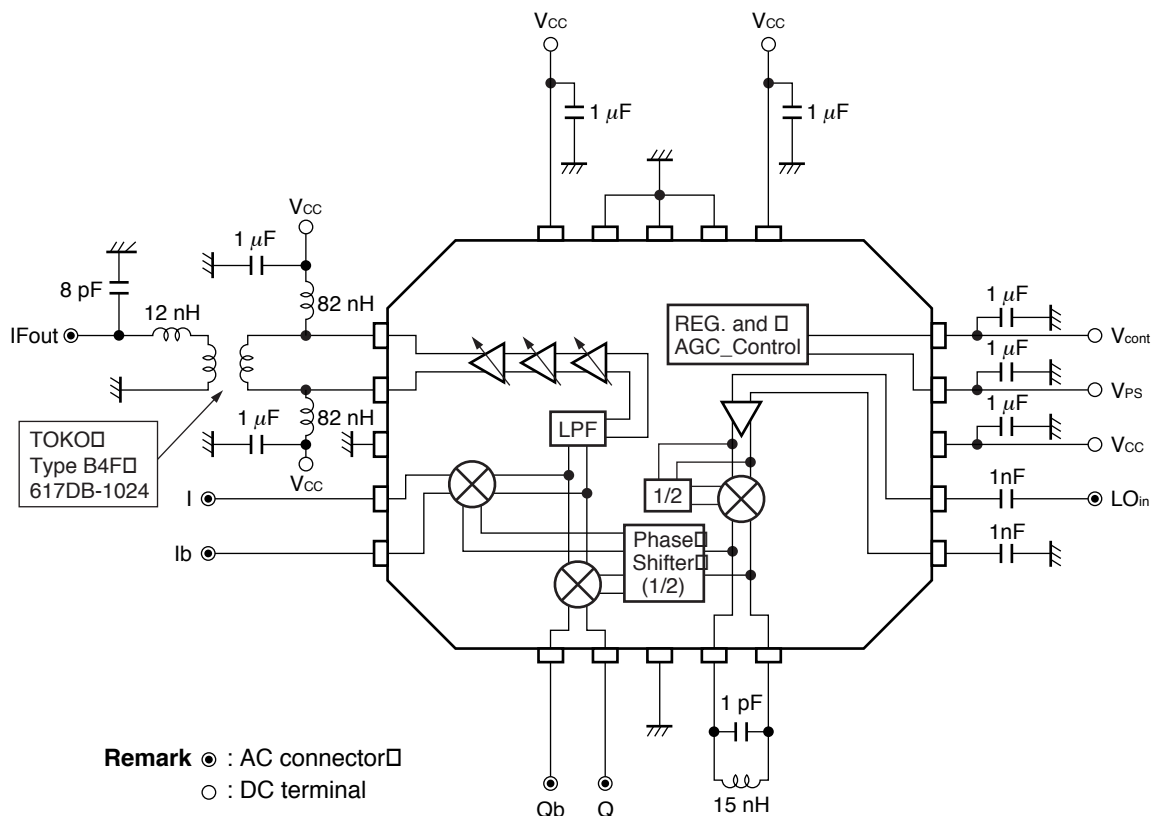 VCC
VCC
1 μF
1 μF
VCC
1 μF
8 pF
82 nH
12 nH
IFout
1 μF
82 nH
VCC
TOKO□
Type B4F□
617DB-1024
I
Ib
REG. and □
AGC_Control
LPF
1/2
Phase□
Shifter□
(1/2)
1 μF
Vcont
1 μF
VPS
1 μF
VCC
1nF
LOin
1nF
1 pF
15 nH
Qb
Q
Remark ⦿ : AC connector□
○ : DC terminal